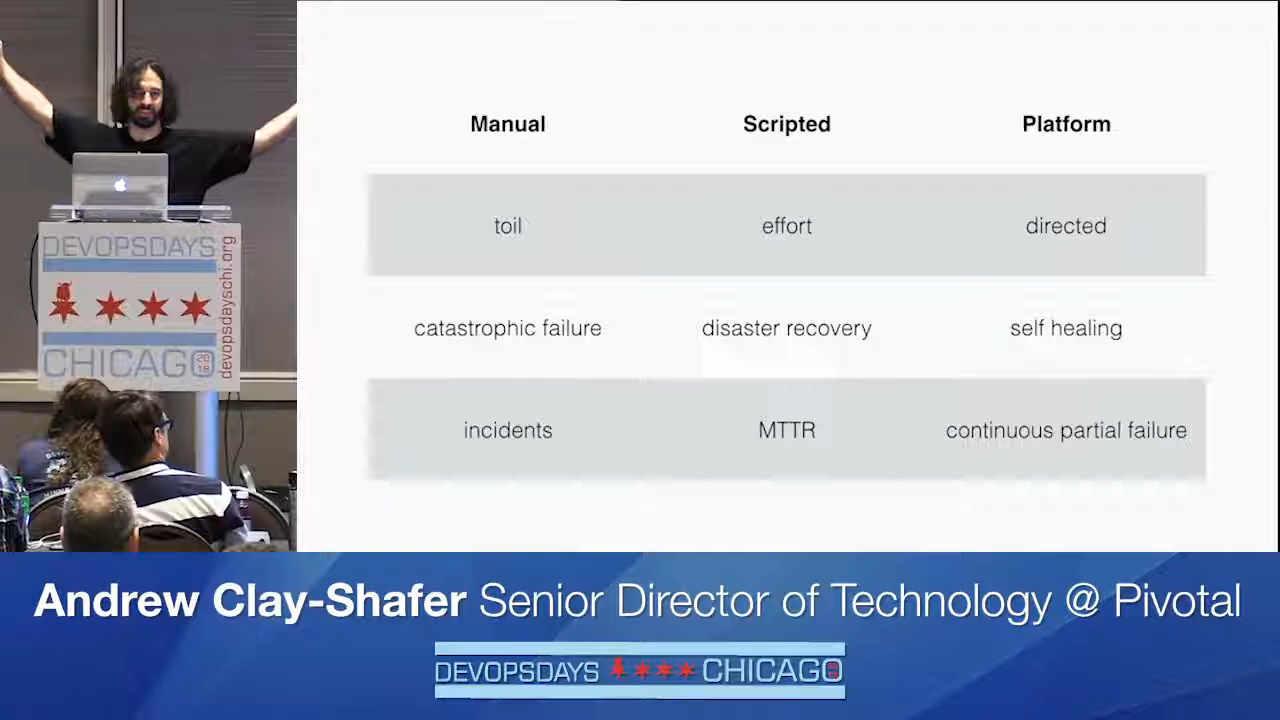 Manual Scripted Platform
toil effort directed
catastrophic failure disaster recovery self healing
incidents MTTR continuous partial failure
DEVOPSDAYS
CHICAGO
2018
devopsdayschi.org
Andrew Clay-Shafer Senior Director of Technology @ Pivotal
DEVOPSDAYS CHICAGO